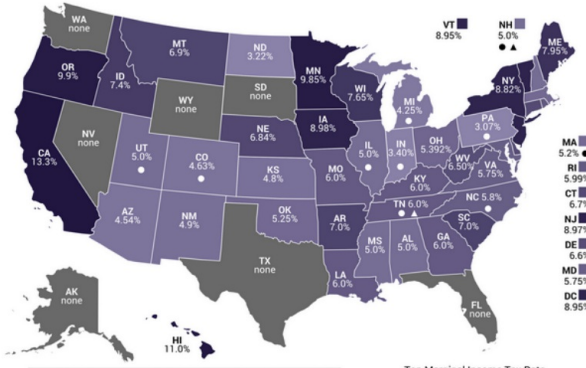 WA
none
OR
9.9%
CA
13.3%
NV
none
ID
7.4%
MT
6.9%
WY
none
UT
5.0%
CO
4.63%
AZ
4.54%
NM
4.9%
ND
3.22%
SD
none
NE
6.84%
KS
4.8%
OK
5.25%
TX
none
MN
9.85%
IA
8.98%
MO
6.0%
AR
7.0%
LA
6.0%
WI
7.65%
IL
5.0%
MI
4.25%
IN
3.40%
OH
5.392%
KY
6.0%
TN 6.0%
MS
5.0%
AL
5.0%
GA
6.0%
FL
none
SC
7.0%
NC 5.8%
VA
5.75%
WV
6.50%
PA
3.07%
NY
8.82%
VT
8.95%
NH
5.0%
ME
7.95%
MA
5.2%
RI
5.99%
CT
6.7%
NJ
8.97%
DE
6.6%
MD
5.75%
DC
8.95%
AK
none
HI
11.0%